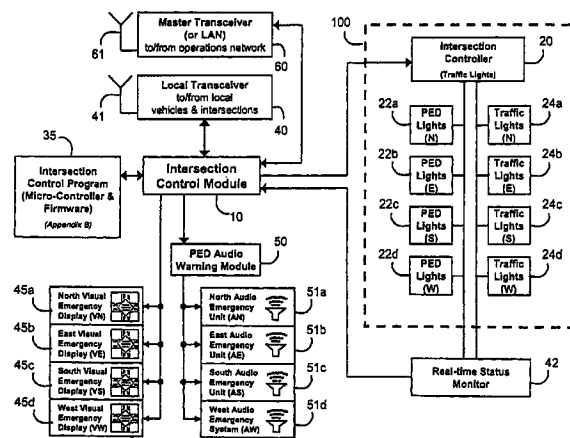 Master Transceiver
(or LAN)
to/from operations network
61
60
Local Transceiver
to/from local
vehicles & intersections
41
40
35
Intersection
Control Program
(Micro-Controller &
Firmware)
(Appendix B)
Intersection
Control Module
10
PED Audio
Warning Module
50
45a
North Visual
Emergency
Display (VN)
45b
East Visual
Emergency
Display (VE)
45c
South Visual
Emergency
Display (VS)
45d
West Visual
Emergency
Display (VW)
North Audio
Emergency
Unit (AN)
51a
East Audio
Emergency
Unit (AE)
51b
South Audio
Emergency
Unit (AS)
51c
West Audio
Emergency
System (AW)
51d
100
Intersection
Controller
(Traffic Lights)
20
22a
PED
Lights
(N)
Traffic
Lights
(N)
24a
22b
PED
Lights
(E)
Traffic
Lights
(E)
24b
22c
PED
Lights
(S)
Traffic
Lights
(S)
24c
22d
PED
Lights
(W)
Traffic
Lights
(W)
24d
Real-time Status
Monitor
42